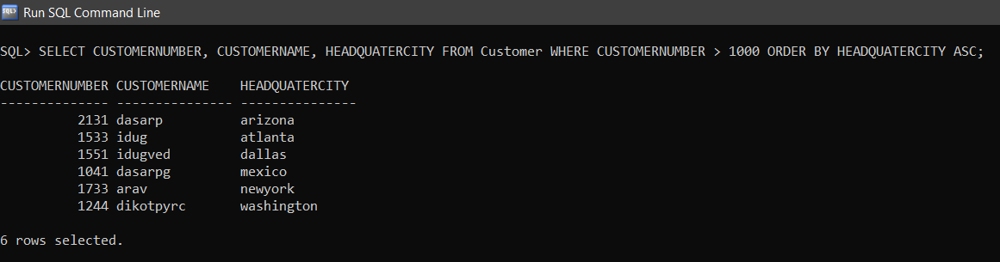 Run SQL Command Line
SQL> SELECT CUSTOMERNUMBER, CUSTOMERNAME, HEADQUATERCITY FROM Customer WHERE CUSTOMERNUMBER > 1000 ORDER BY HEADQUATERCITY ASC;
CUSTOMERNUMBER CUSTOMERNAME    HEADQUATERCITY
-------------- --------------- ---------------
          2131 dasarp          arizona
          1533 idug            atlanta
          1551 idugved         dallas
          1041 dasarpg         mexico
          1733 arav            newyork
          1244 dikotpyrc       washington
6 rows selected.